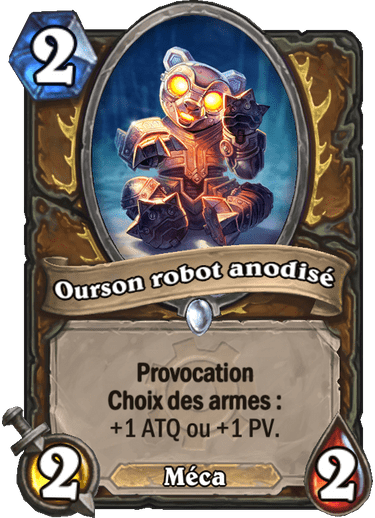 2
Ourson robot anodisé
Provocation
Choix des armes :
+1 ATQ ou +1 PV.
2
Méca
2